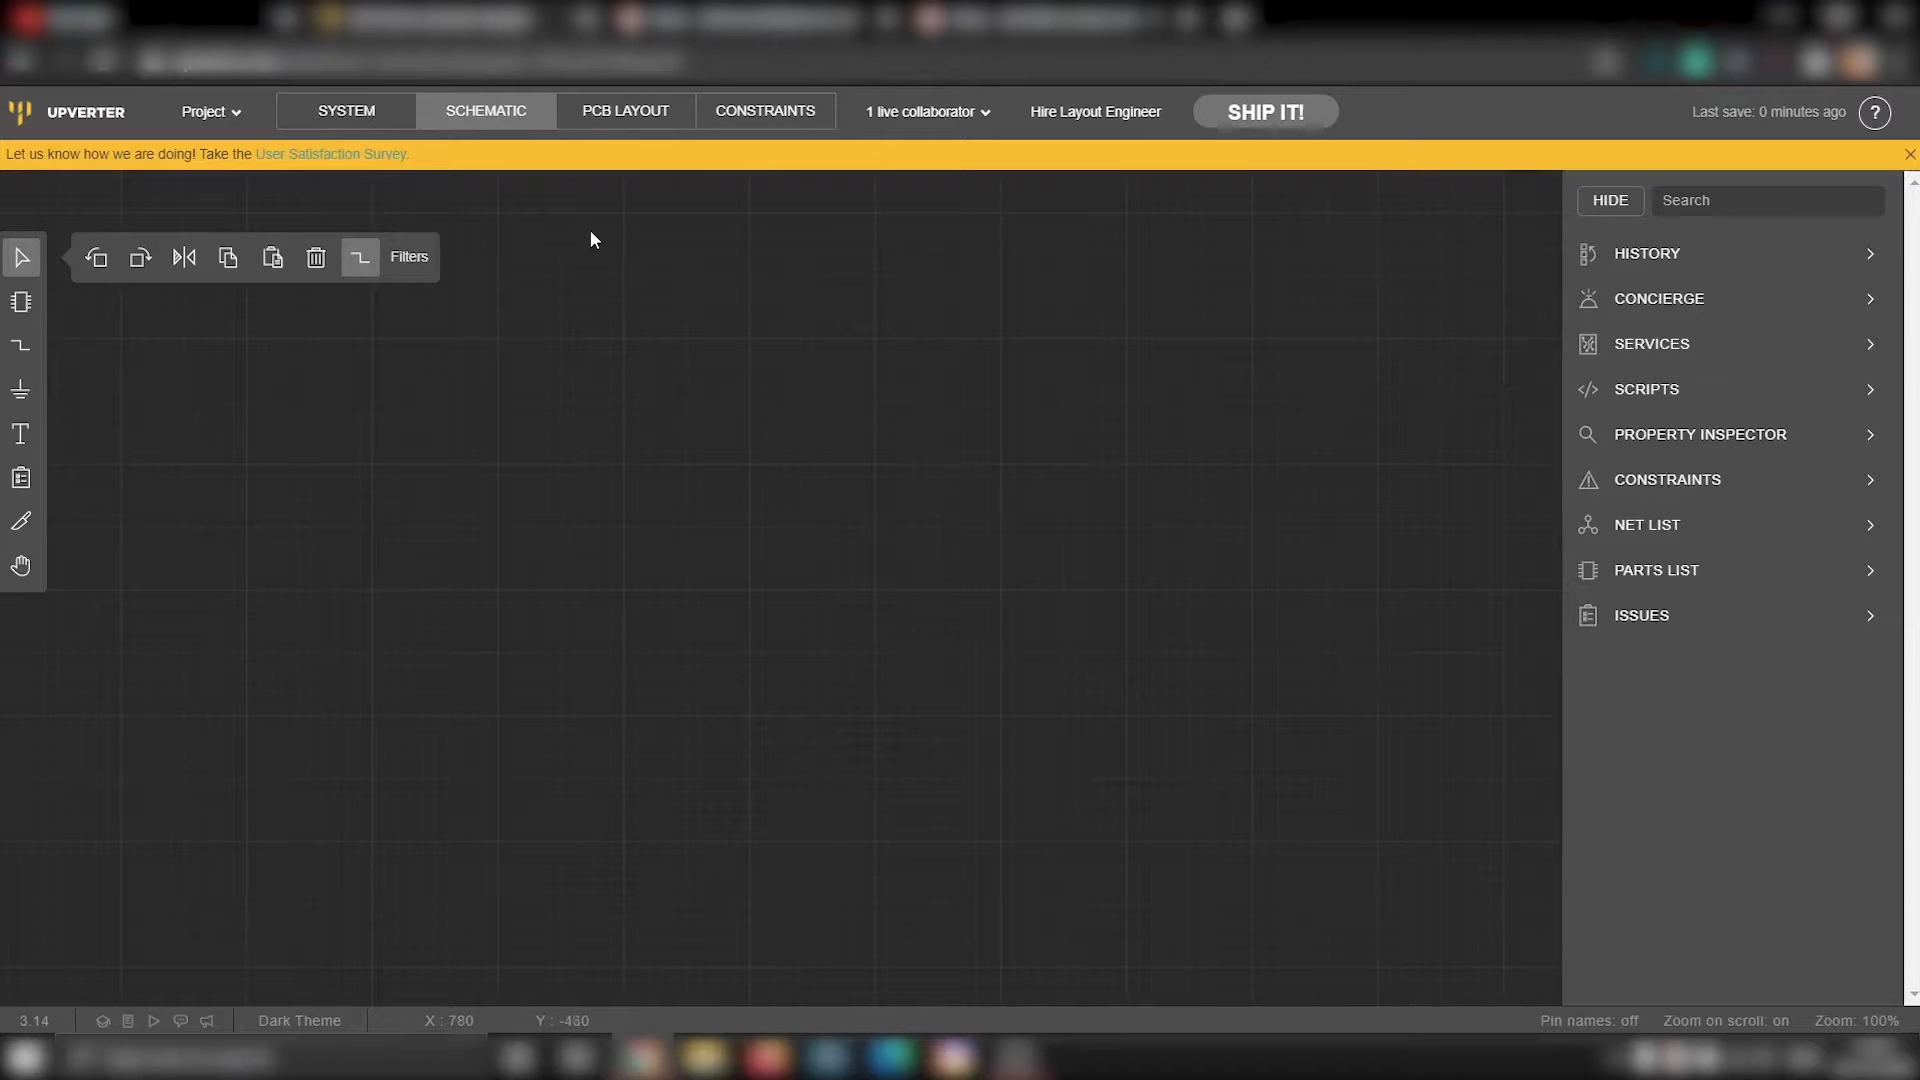 UPVERTER
Project
SYSTEM
SCHEMATIC
PCB LAYOUT
CONSTRAINTS
1 live collaborator
Hire Layout Engineer
SHIP IT!
Last save: 0 minutes ago
?
Let us know how we are doing! Take the User Satisfaction Survey.
HIDE
Search
Filters
HISTORY
CONCIERGE
SERVICES
SCRIPTS
PROPERTY INSPECTOR
CONSTRAINTS
NET LIST
PARTS LIST
ISSUES
3.14
Dark Theme
X : 780
Pin names: off
Zoom on scroll: on
Zoom: 100%